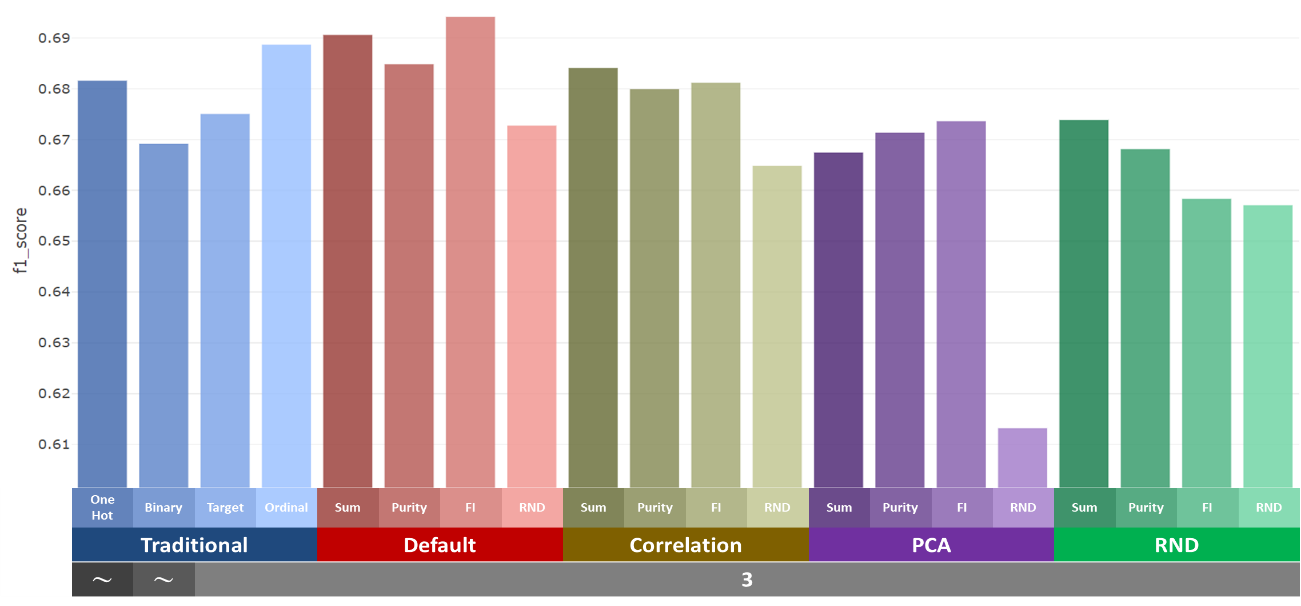 f1_score
0.69
0.68
0.67
0.66
0.65
0.64
0.63
0.62
0.61
One Hot Binary Target Ordinal Sum Purity FI RND Sum Purity FI RND Sum Purity FI RND Sum Purity FI RND
Traditional Default Correlation PCA RND
~ ~ 3